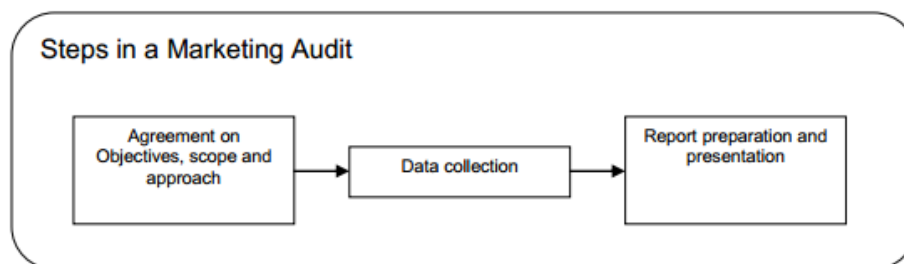 Steps in a Marketing Audit
Agreement on
Objectives, scope and
approach
Data collection
Report preparation and
presentation